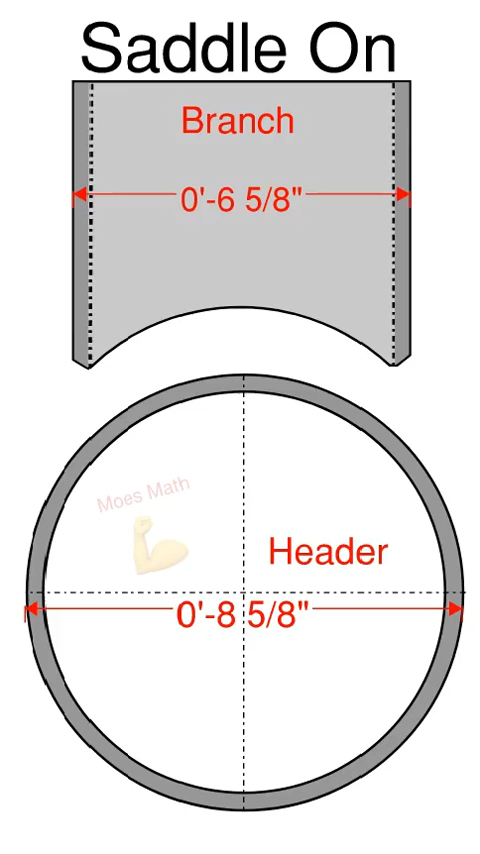 Saddle On
Branch
0'-6 5/8"
Moes Math
Header
0'-8 5/8"